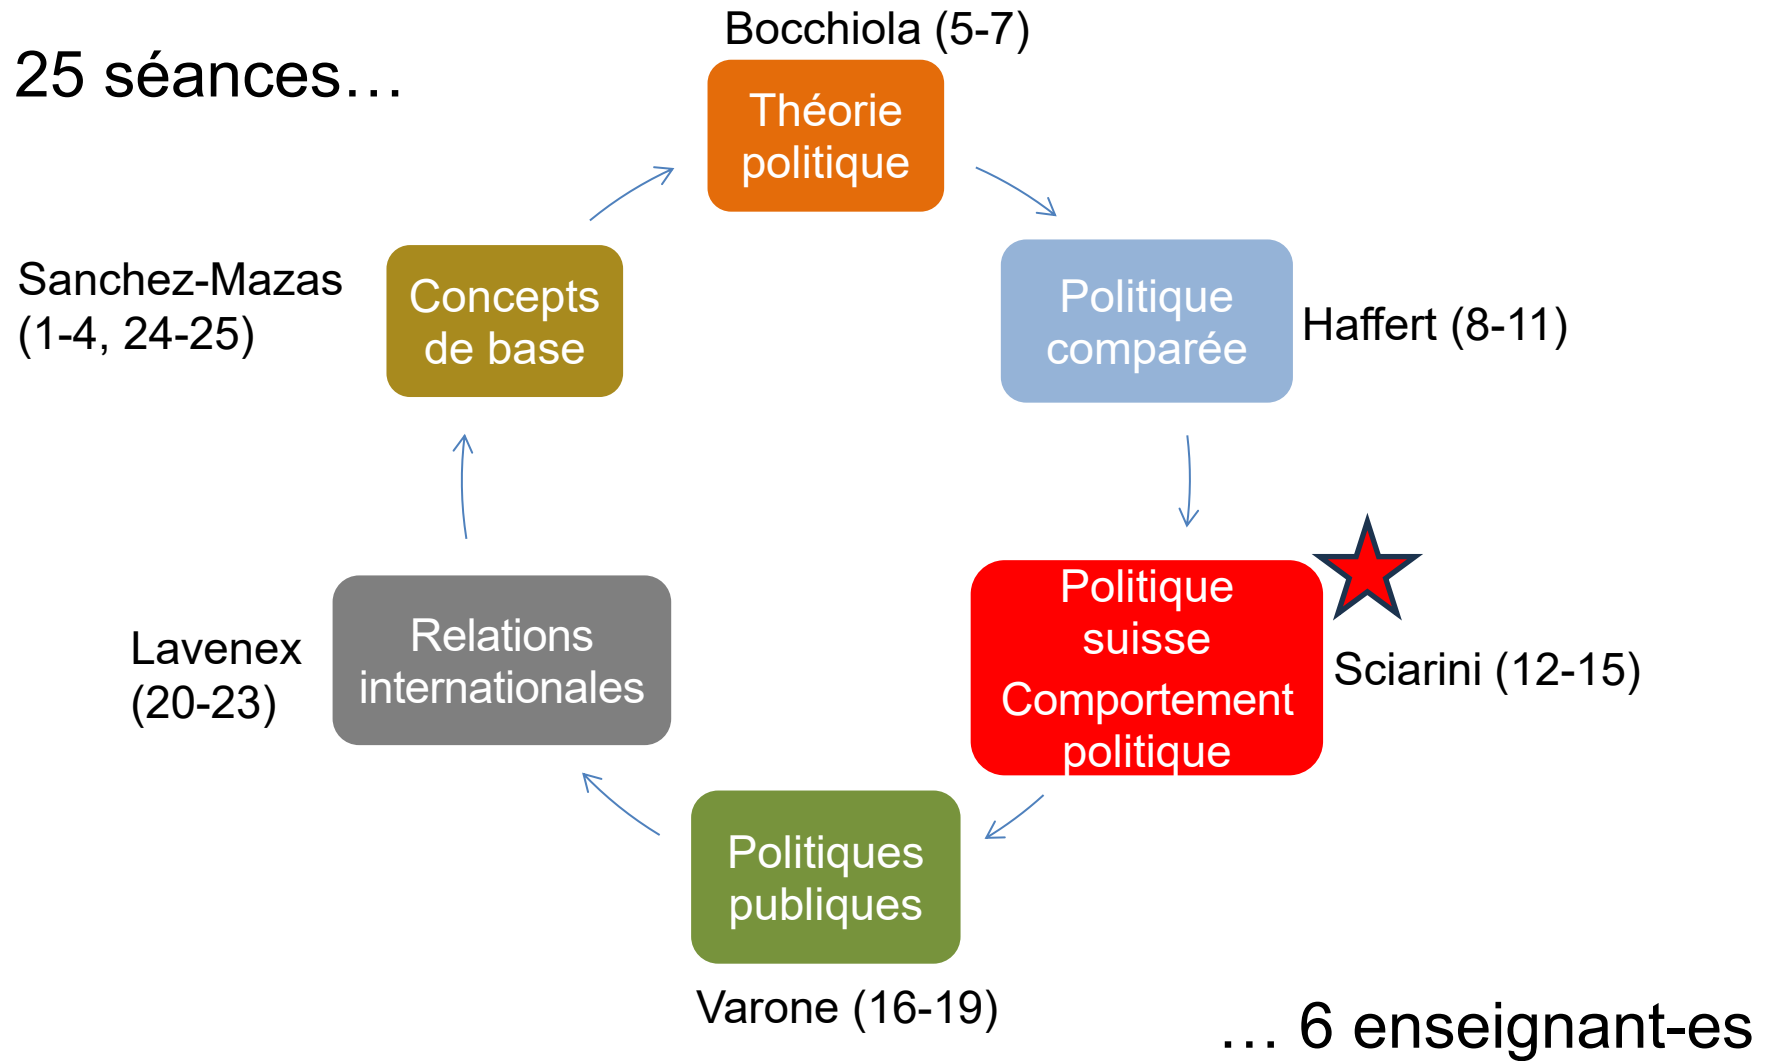 25 séances…
Bocchiola (5-7)
Théorie
politique
Sanchez-Mazas
(1-4, 24-25)
Concepts
de base
Politique
comparée
Haffert (8-11)
Politique
suisse
Comportement
politique
Sciarini (12-15)
Lavenex
(20-23)
Relations
internationales
Politiques
publiques
Varone (16-19)
… 6 enseignant-es